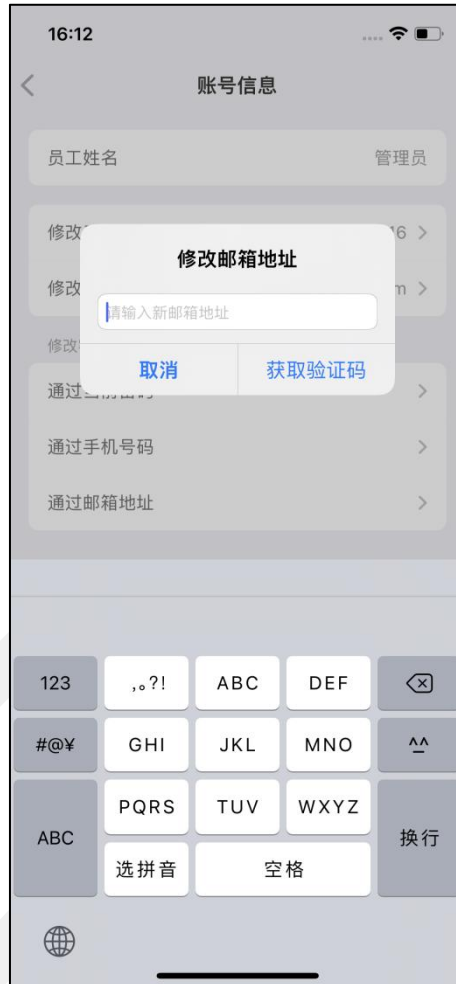 16:12
账号信息
员工姓名 管理员
修改 16
修改邮箱地址
修改 m
请输入新邮箱地址
修改
取消 获取验证码
通过
通过手机号码
通过邮箱地址
123 ,。?! ABC DEF
#@¥ GHI JKL MNO ^^
PQRS TUV WXYZ
ABC 换行
选拼音 空格